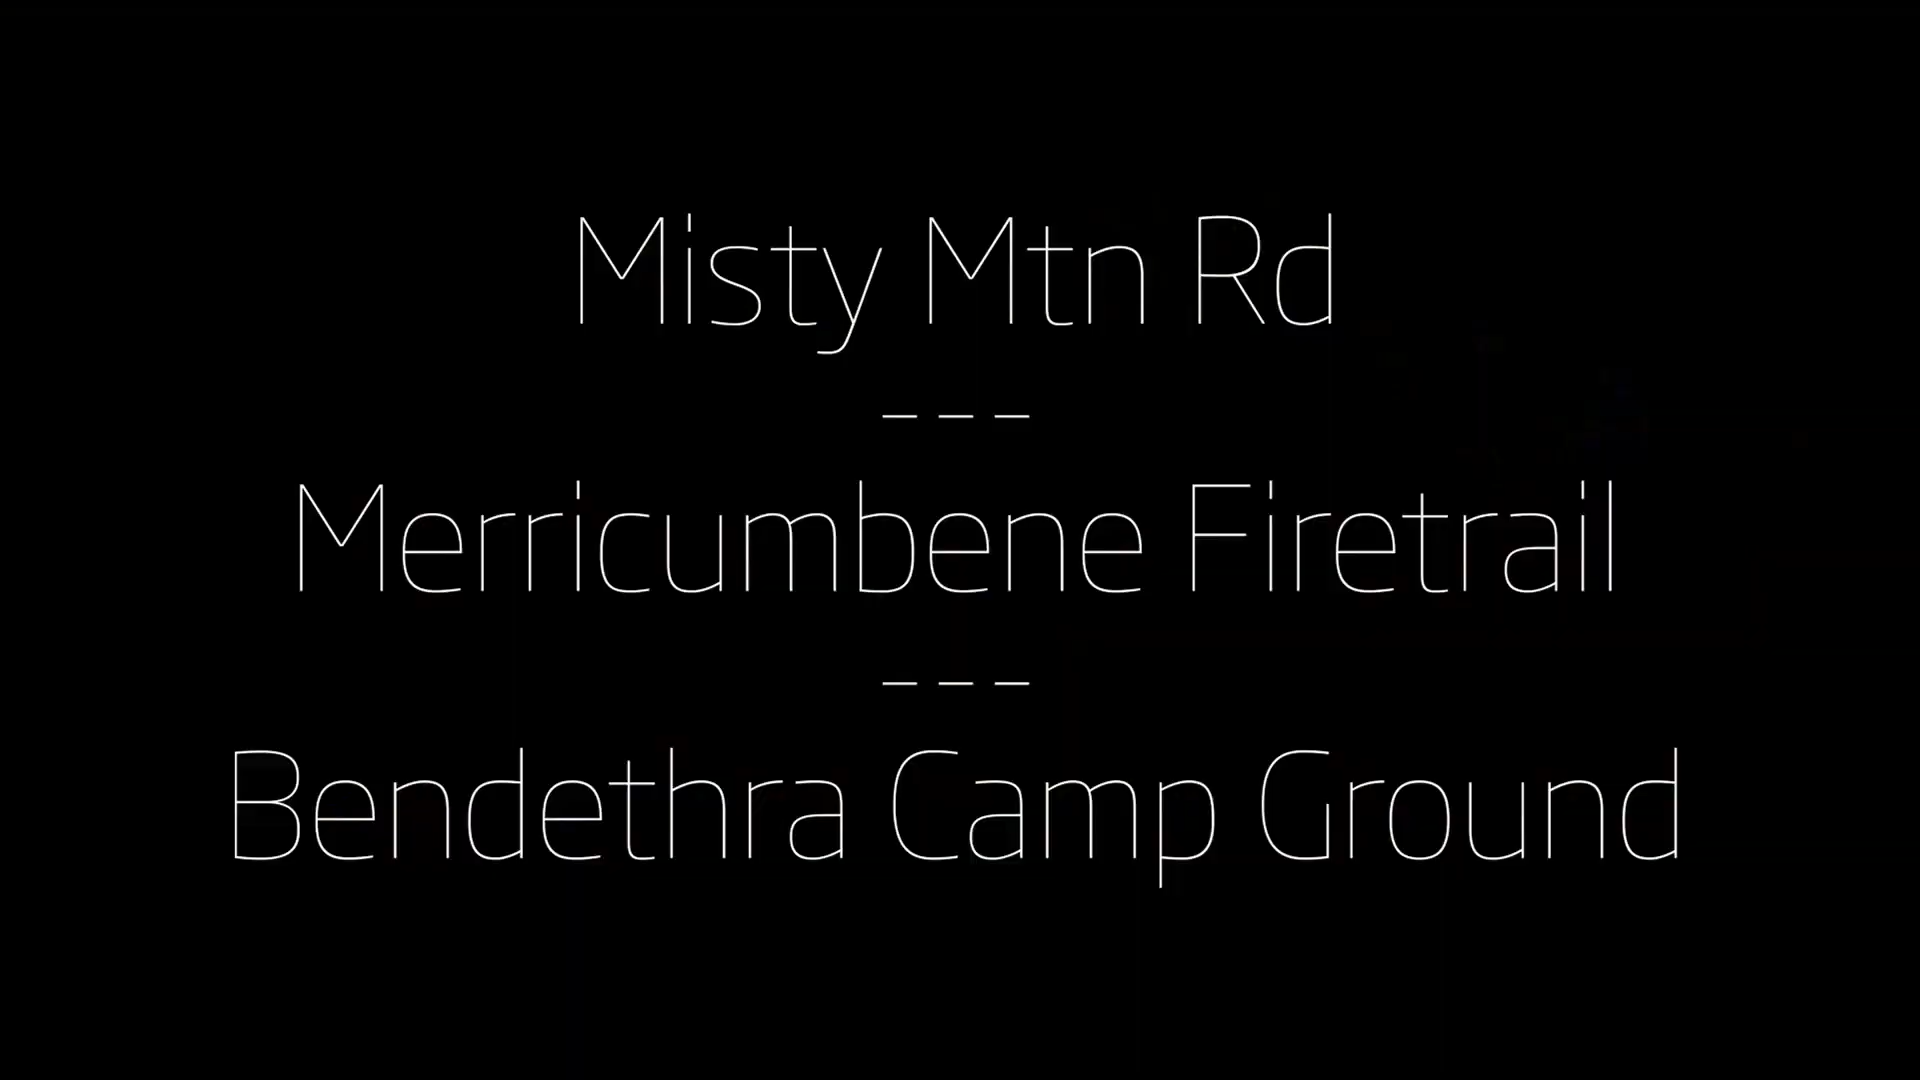 Misty Mtn Rd
---
Merricumbene Firetrail
---
Bendethra Camp Ground